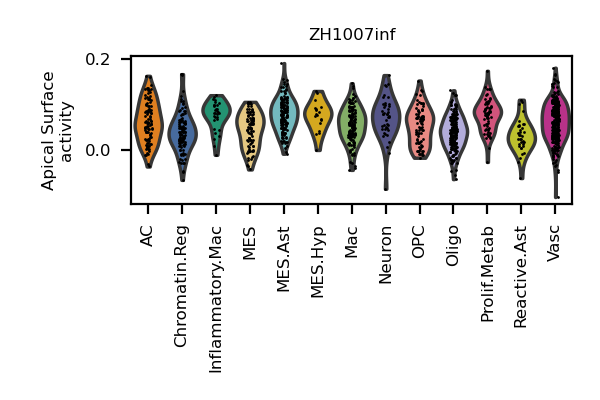 ZH1007inf
Apical Surface
activity
0.2
0.0
AC
Chromatin.Reg
Inflammatory.Mac
MES
MES.Ast
MES.Hyp
Mac
Neuron
OPC
Oligo
Prolif.Metab
Reactive.Ast
Vasc